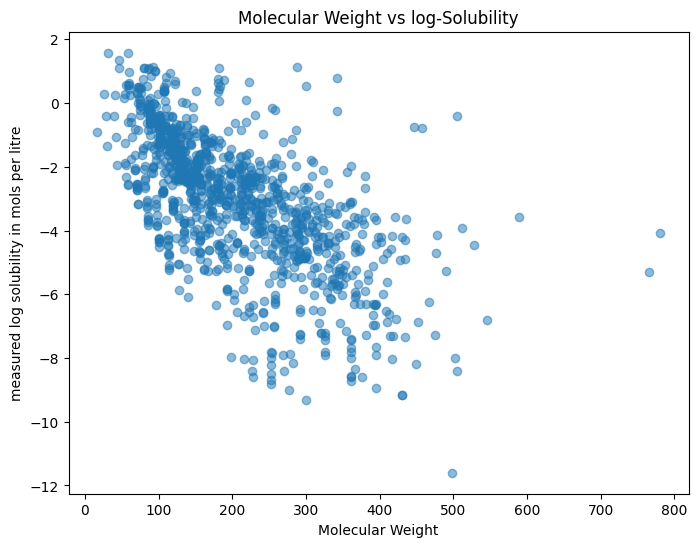 Molecular Weight vs log-Solubility
measured log solubility in mols per litre
2
0
−2
−4
−6
−8
−10
−12
0 100 200 300 400 500 600 700 800
Molecular Weight